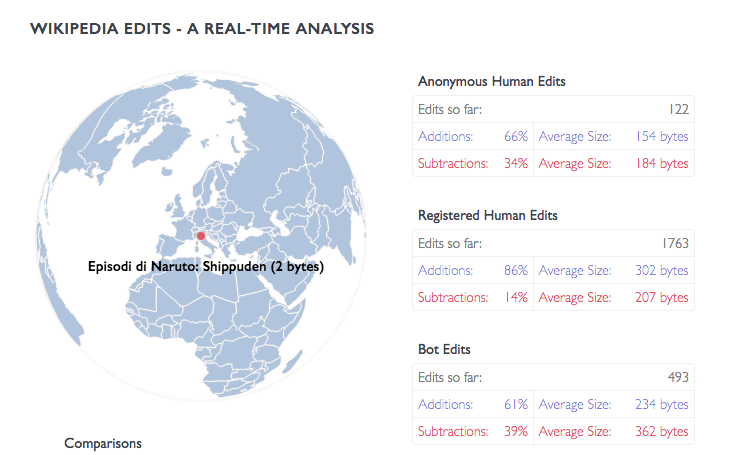 WIKIPEDIA EDITS - A REAL-TIME ANALYSIS
Episodi di Naruto: Shippuden (2 bytes)
Comparisons
Anonymous Human Edits
Edits so far: 122
Additions: 66% Average Size: 154 bytes
Subtractions: 34% Average Size: 184 bytes
Registered Human Edits
Edits so far: 1763
Additions: 86% Average Size: 302 bytes
Subtractions: 14% Average Size: 207 bytes
Bot Edits
Edits so far: 493
Additions: 61% Average Size: 234 bytes
Subtractions: 39% Average Size: 362 bytes